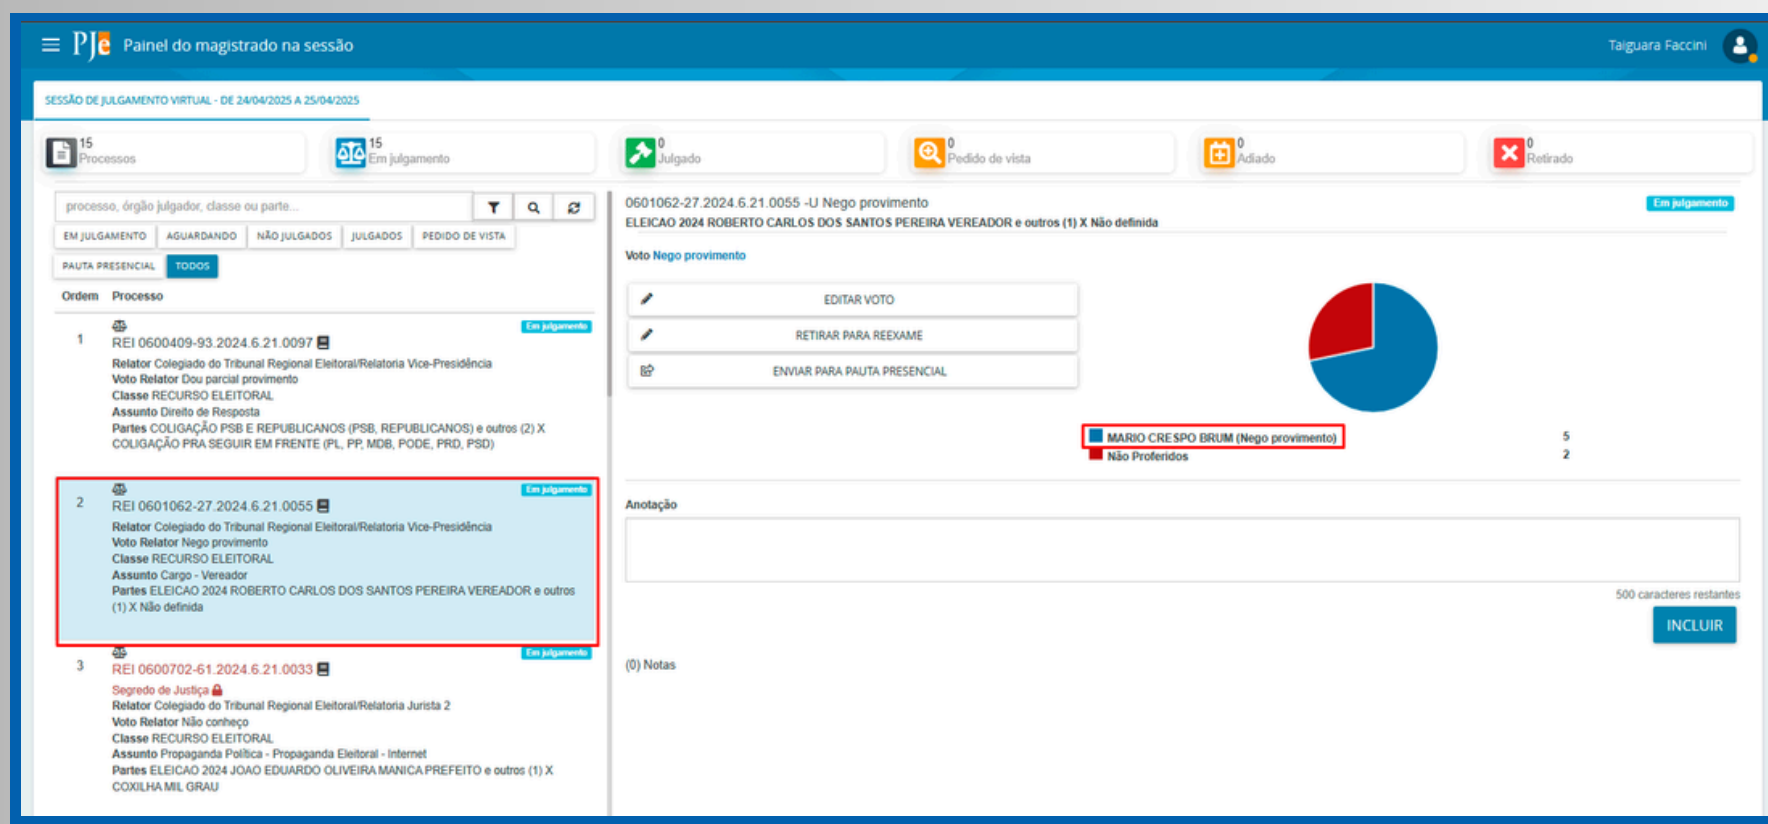 PJe Painel do magistrado na sessão
Taiguara Faccini
SESSÃO DE JULGAMENTO VIRTUAL - DE 24/04/2025 A 25/04/2025
15
Processos
15
Em julgamento
0
Julgado
0
Pedido de vista
0
Adiado
0
Retirado
processo, órgão julgador, classe ou parte...
EM JULGAMENTO AGUARDANDO NÃO JULGADOS JULGADOS PEDIDO DE VISTA
PAUTA PRESENCIAL TODOS
Ordem Processo
1
Em julgamento
REI 0600409-93.2024.6.21.0097
Relator Colegiado do Tribunal Regional Eleitoral/Relatoria Vice-Presidência
Voto Relator Dou parcial provimento
Classe RECURSO ELEITORAL
Assunto Direito de Resposta
Partes COLIGAÇÃO PSB E REPUBLICANOS (PSB, REPUBLICANOS) e outros (2) X
COLIGAÇÃO PRA SEGUIR EM FRENTE (PL, PP, MDB, PODE, PRD, PSD)
2
Em julgamento
REI 0601062-27.2024.6.21.0055
Relator Colegiado do Tribunal Regional Eleitoral/Relatoria Vice-Presidência
Voto Relator Nego provimento
Classe RECURSO ELEITORAL
Assunto Cargo - Vereador
Partes ELEICAO 2024 ROBERTO CARLOS DOS SANTOS PEREIRA VEREADOR e outros
(1) X Não definida
3
Em julgamento
REI 0600702-61.2024.6.21.0033
Segredo de Justiça
Relator Colegiado do Tribunal Regional Eleitoral/Relatoria Jurista 2
Voto Relator Não conheço
Classe RECURSO ELEITORAL
Assunto Propaganda Política - Propaganda Eleitoral - Internet
Partes ELEICAO 2024 JOAO EDUARDO OLIVEIRA MANICA PREFEITO e outros (1) X
COXILHA MIL GRAU
0601062-27.2024.6.21.0055 -U Nego provimento
Em julgamento
ELEICAO 2024 ROBERTO CARLOS DOS SANTOS PEREIRA VEREADOR e outros (1) X Não definida
Voto Nego provimento
EDITAR VOTO
RETIRAR PARA REEXAME
ENVIAR PARA PAUTA PRESENCIAL
MARIO CRESPO BRUM (Nego provimento) 5
Não Proferidos 2
Anotação
500 caracteres restantes
INCLUIR
(0) Notas